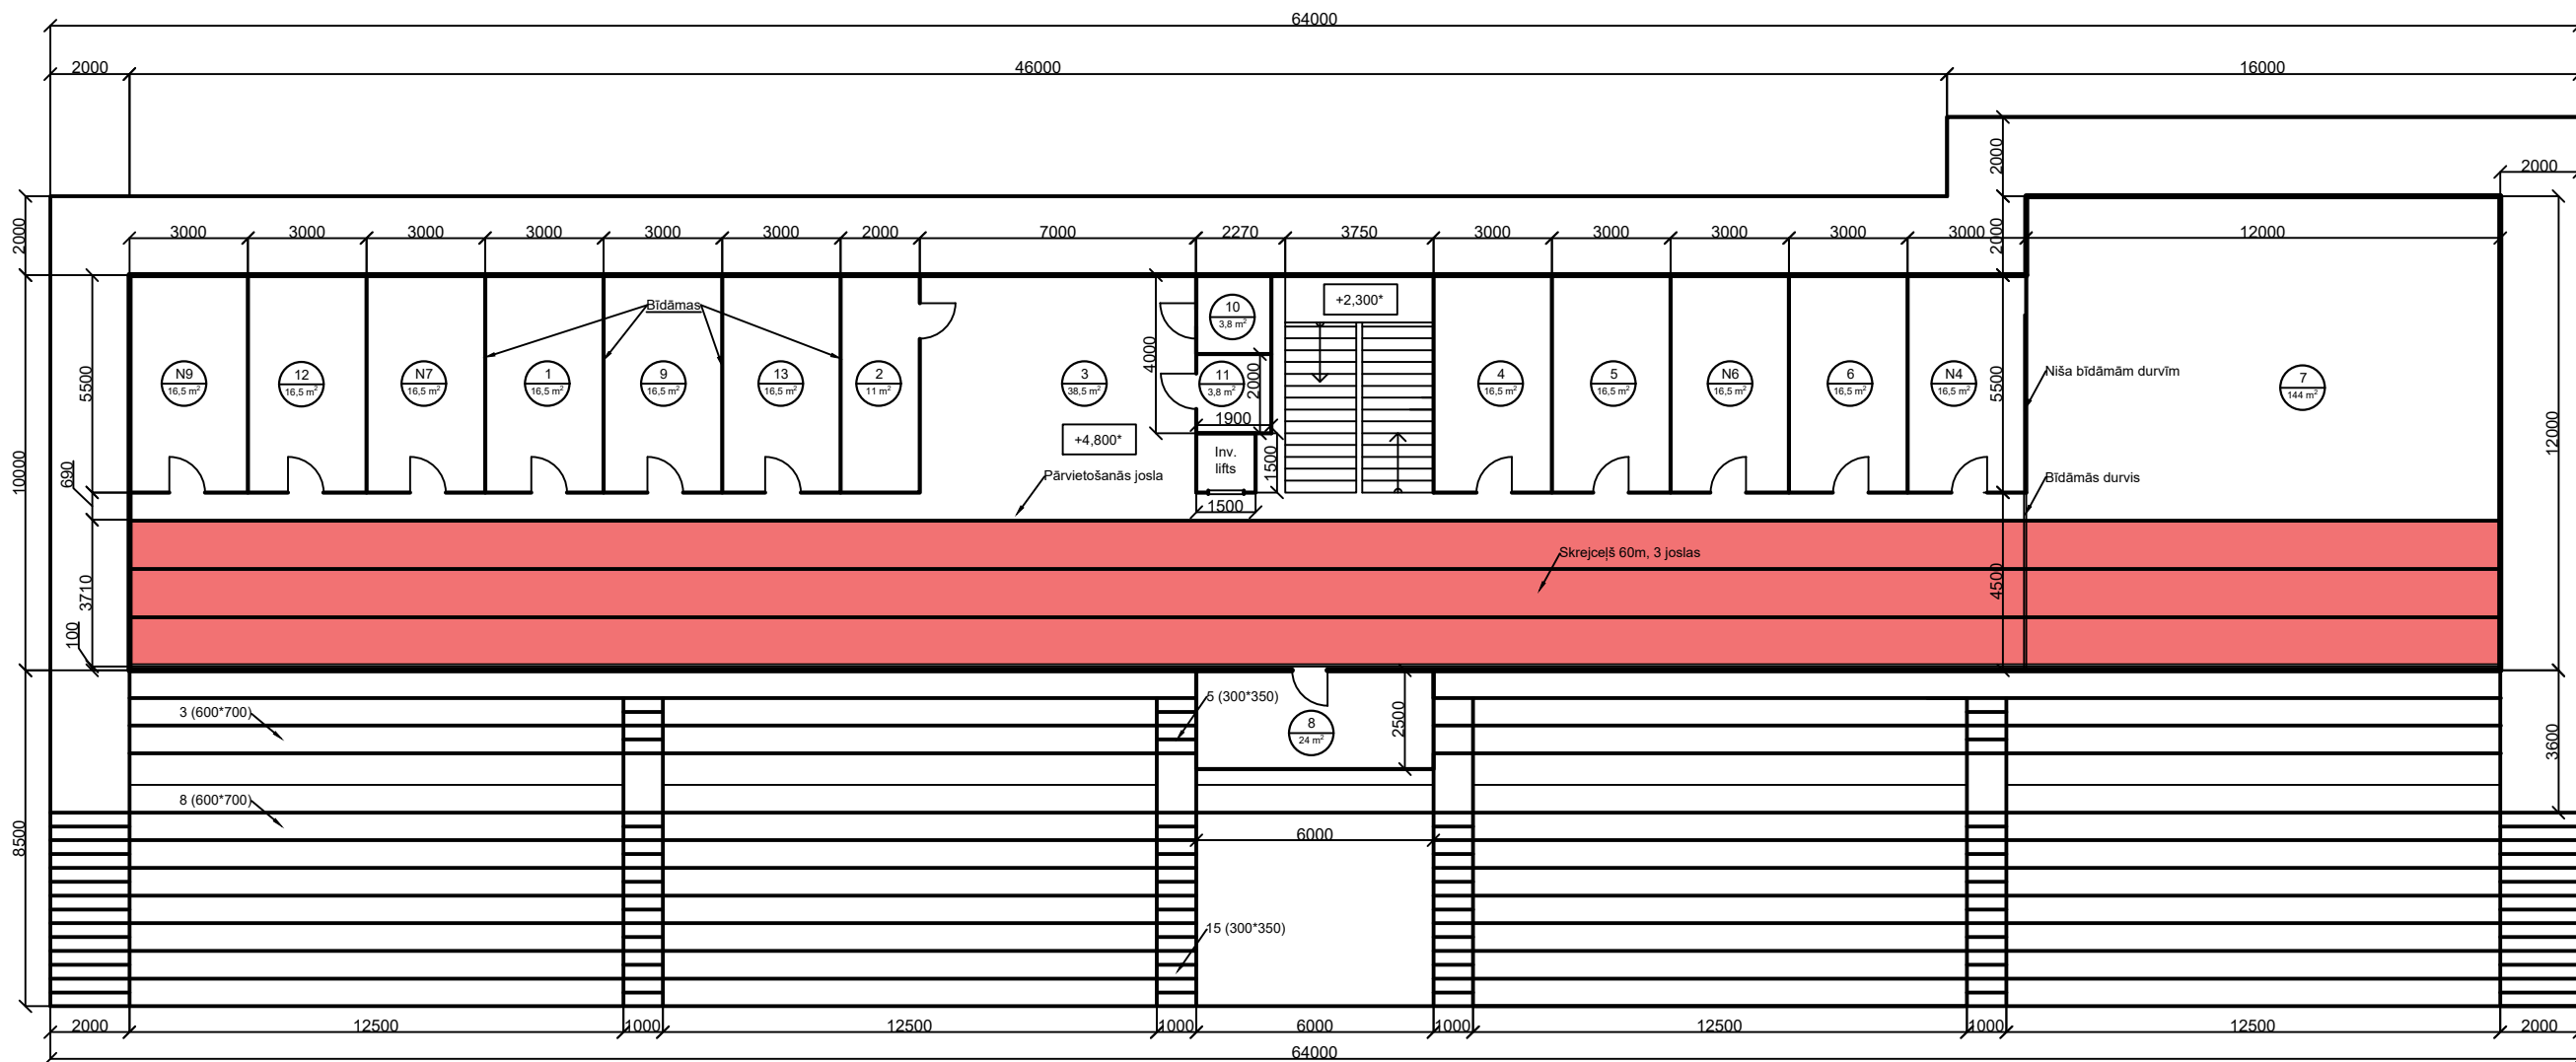 64000
2000
46000
16000
2000
2000
2000
3000
3000
3000
3000
3000
3000
2000
7000
2270
3750
3000
3000
3000
3000
3000
2000
12000
Bīdāmas
10
3,8 m²
+2,300*
4000
5500
N9
16,5 m²
12
16,5 m²
N7
16,5 m²
1
16,5 m²
9
16,5 m²
13
16,5 m²
2
11 m²
3
38,5 m²
11
3,8 m²
2000
4
16,5 m²
5
16,5 m²
N6
16,5 m²
6
16,5 m²
N4
16,5 m²
5500
Niša bīdāmām durvīm
7
144 m²
12000
1900
+4,800*
Inv.
lifts
1500
10000
690
Pārvietošanās josla
Bīdāmās durvis
1500
Skrejceļš 60m, 3 joslas
3710
4500
100
5 (300*350)
3 (600*700)
8
24 m²
2500
3600
8 (600*700)
8500
6000
15 (300*350)
2000
12500
1000
12500
1000
6000
1000
12500
1000
12500
2000
64000